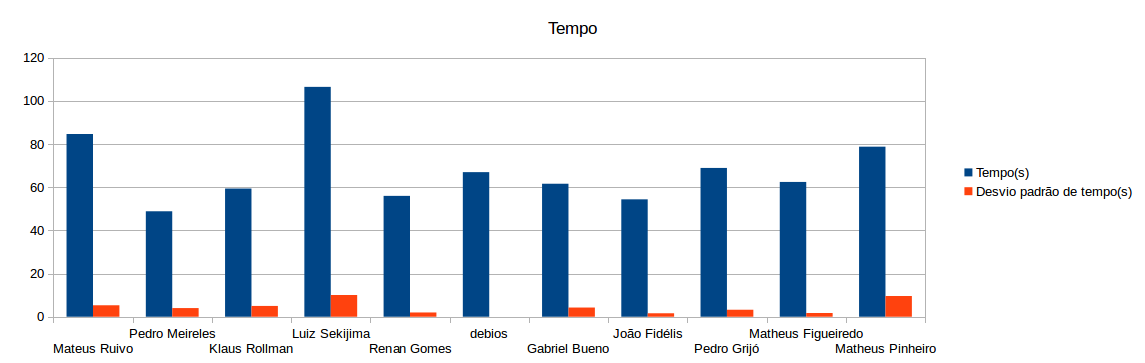 Tempo
120
100
80
60
40
20
0
Mateus Ruivo
Pedro Meireles
Klaus Rollman
Luiz Sekijima
Renan Gomes
debios
Gabriel Bueno
João Fidélis
Pedro Grijó
Matheus Figueiredo
Matheus Pinheiro
Tempo(s)
Desvio padrão de tempo(s)